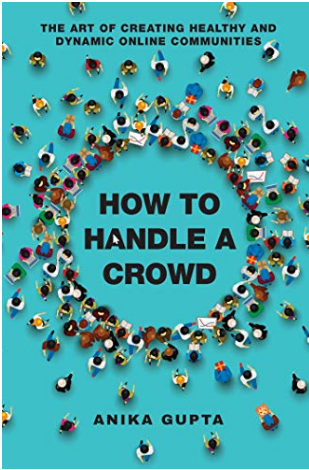 THE ART OF CREATING HEALTHY AND
DYNAMIC ONLINE COMMUNITIES
HOW TO
HANDLE A
CROWD
ANIKA GUPTA